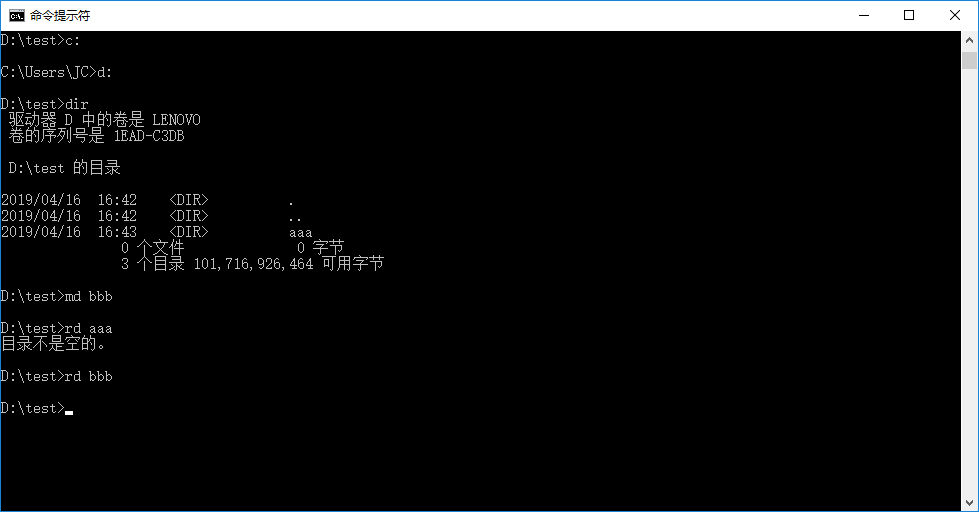 命令提示符
D:\test>c:
C:\Users\JC>d:
D:\test>dir
驱动器 D 中的卷是 LENOVO
卷的序列号是 1EAD-C3DB
D:\test 的目录
2019/04/16  16:42    <DIR>          .
2019/04/16  16:42    <DIR>          ..
2019/04/16  16:43    <DIR>          aaa
0 个文件              0 字节
3 个目录 101,716,926,464 可用字节
D:\test>md bbb
D:\test>rd aaa
目录不是空的。
D:\test>rd bbb
D:\test>